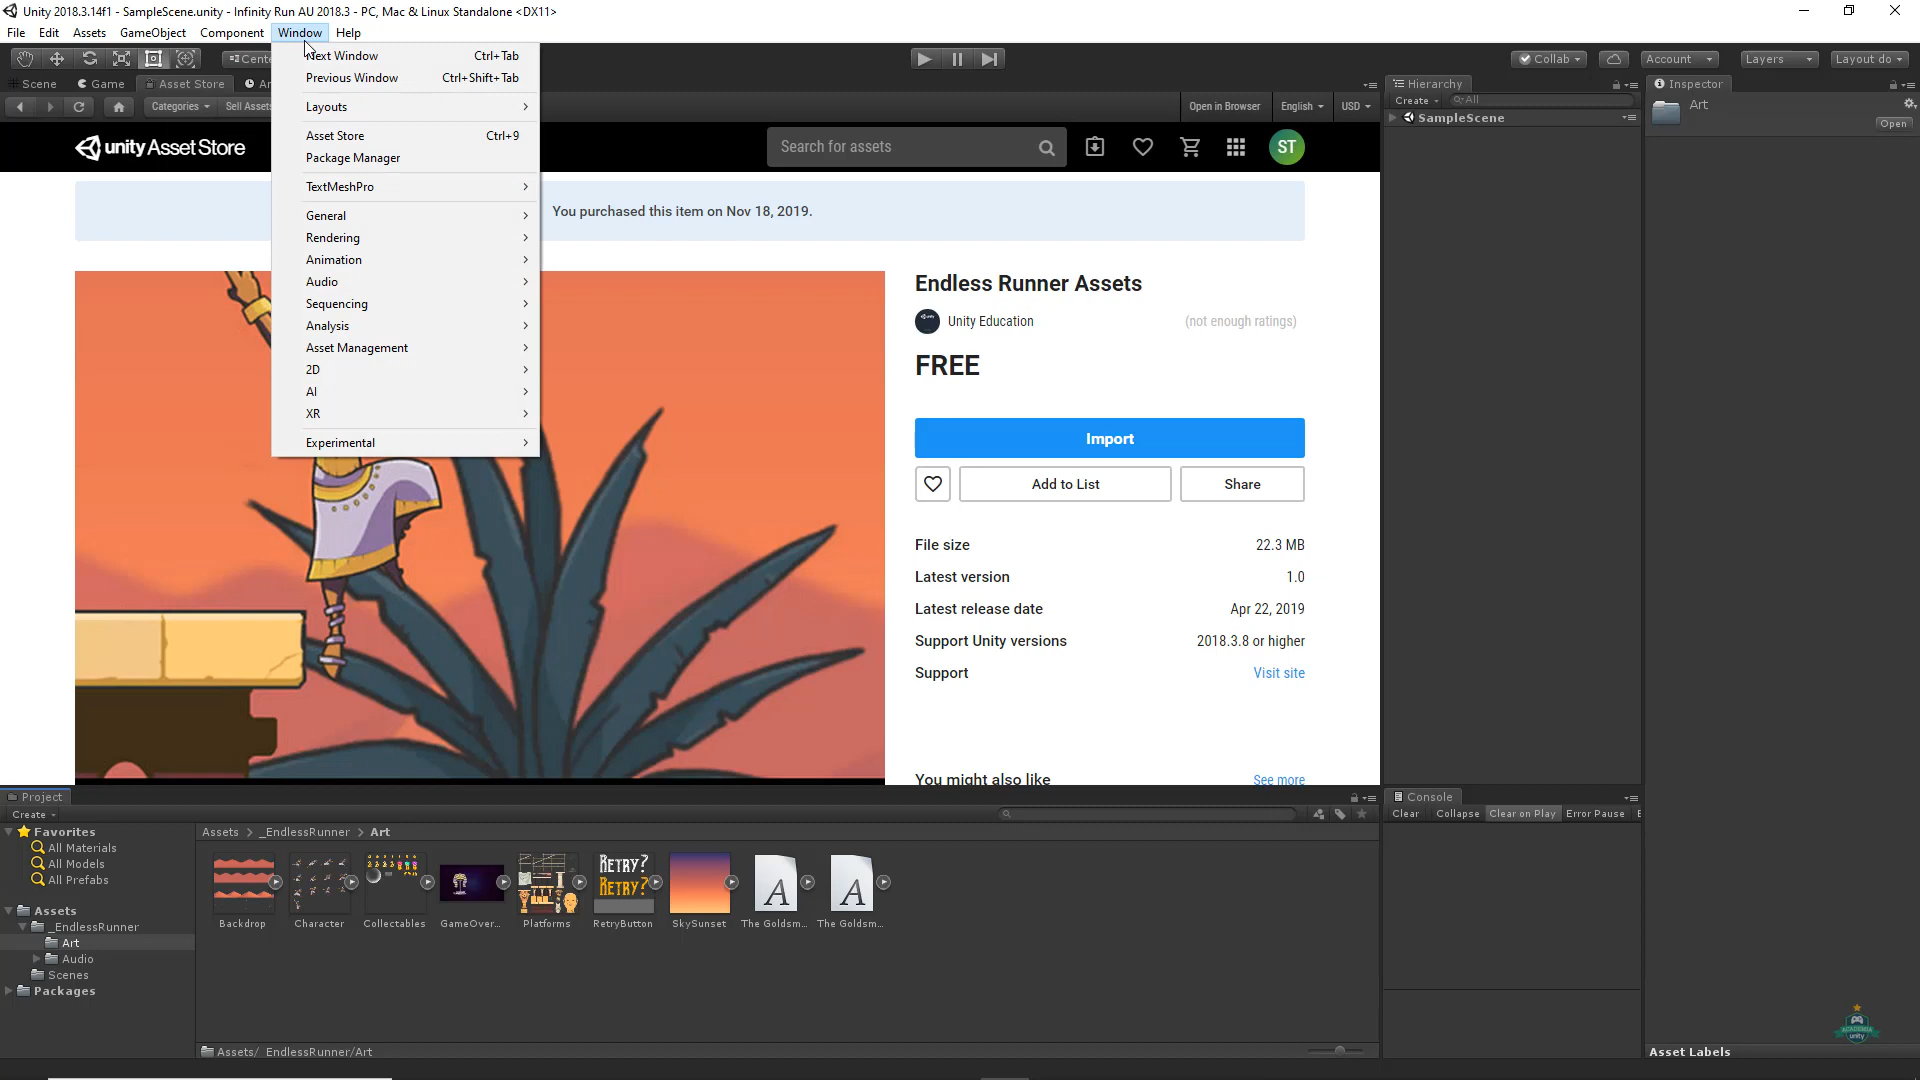 Unity 2018.3.14f1 - SampleScene.unity - Infinity Run AU 2018.3 - PC, Mac & Linux Standalone <DX11>
File Edit Assets GameObject Component Window Help
Collab Account Layers Layout do
Scene Game Asset Store
Categories Sell Assets Open in Browser English USD
Next Window Ctrl+Tab
Previous Window Ctrl+Shift+Tab
Layouts
Asset Store Ctrl+9
Package Manager
TextMeshPro
General
Rendering
Animation
Audio
Sequencing
Analysis
Asset Management
2D
AI
XR
Experimental
unity Asset Store
Search for assets
ST
You purchased this item on Nov 18, 2019.
Endless Runner Assets
Unity Education (not enough ratings)
FREE
Import
Add to List Share
File size 22.3 MB
Latest version 1.0
Latest release date Apr 22, 2019
Support Unity versions 2018.3.8 or higher
Support Visit site
You might also like See more
Hierarchy
Create All
SampleScene
Inspector
Art
Open
Project
Create
Favorites
All Materials
All Models
All Prefabs
Assets
_EndlessRunner
Art
Audio
Scenes
Packages
Assets > _EndlessRunner > Art
RETRY?
RETRY?
A A
Backdrop Character Collectables GameOver... Platforms RetryButton SkySunset The Goldsm... The Goldsm...
Assets/_EndlessRunner/Art
Console
Clear Collapse Clear on Play Error Pause E
ACADEMIA
unity
Asset Labels